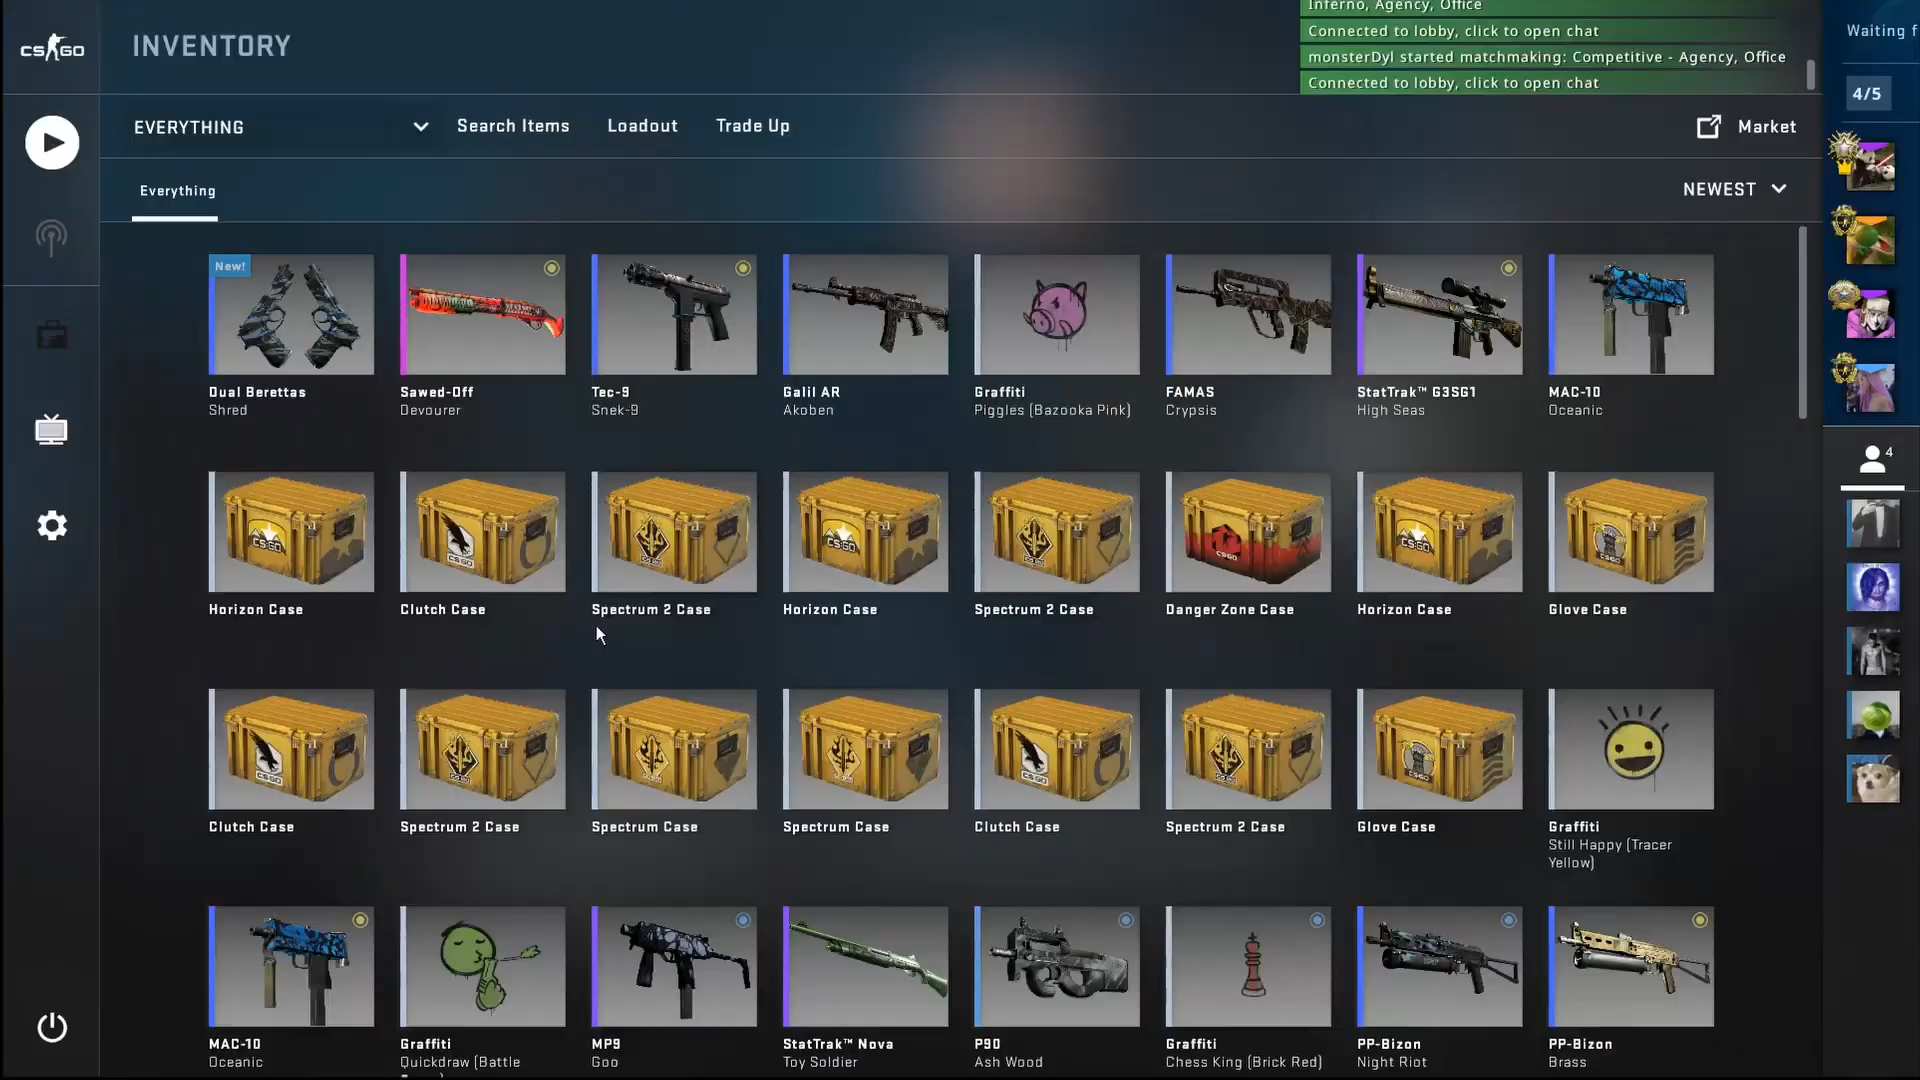 Inferno, Agency, Office
Connected to lobby, click to open chat
monsterDyl started matchmaking: Competitive - Agency, Office
Connected to lobby, click to open chat
Waiting f
CS GO
INVENTORY
4/5
EVERYTHING
Search Items
Loadout
Trade Up
Market
Everything
NEWEST
New!
Dual Berettas
Shred
Sawed-Off
Devourer
Tec-9
Snek-9
Galil AR
Akoben
Graffiti
Piggles (Bazooka Pink)
FAMAS
Crypsis
StatTrak™ G3SG1
High Seas
MAC-10
Oceanic
4
Horizon Case
Clutch Case
Spectrum 2 Case
Horizon Case
Spectrum 2 Case
Danger Zone Case
Horizon Case
Glove Case
Clutch Case
Spectrum 2 Case
Spectrum Case
Spectrum Case
Clutch Case
Spectrum 2 Case
Glove Case
Graffiti
Still Happy (Tracer
Yellow)
MAC-10
Oceanic
Graffiti
Quickdraw (Battle
MP9
Goo
StatTrak™ Nova
Toy Soldier
P90
Ash Wood
Graffiti
Chess King (Brick Red)
PP-Bizon
Night Riot
PP-Bizon
Brass